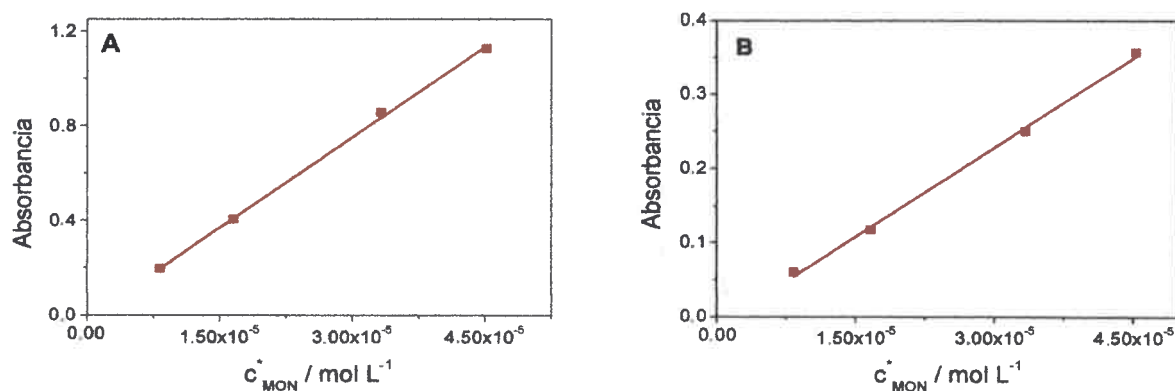 A
Absorbancia
1.2
0.8
0.4
0.0
0.00
1.50x10⁻⁵
3.00x10⁻⁵
4.50x10⁻⁵
c*MON / mol L⁻¹
B
Absorbancia
0.4
0.3
0.2
0.1
0.0
0.00
1.50x10⁻⁵
3.00x10⁻⁵
4.50x10⁻⁵
c*MON / mol L⁻¹